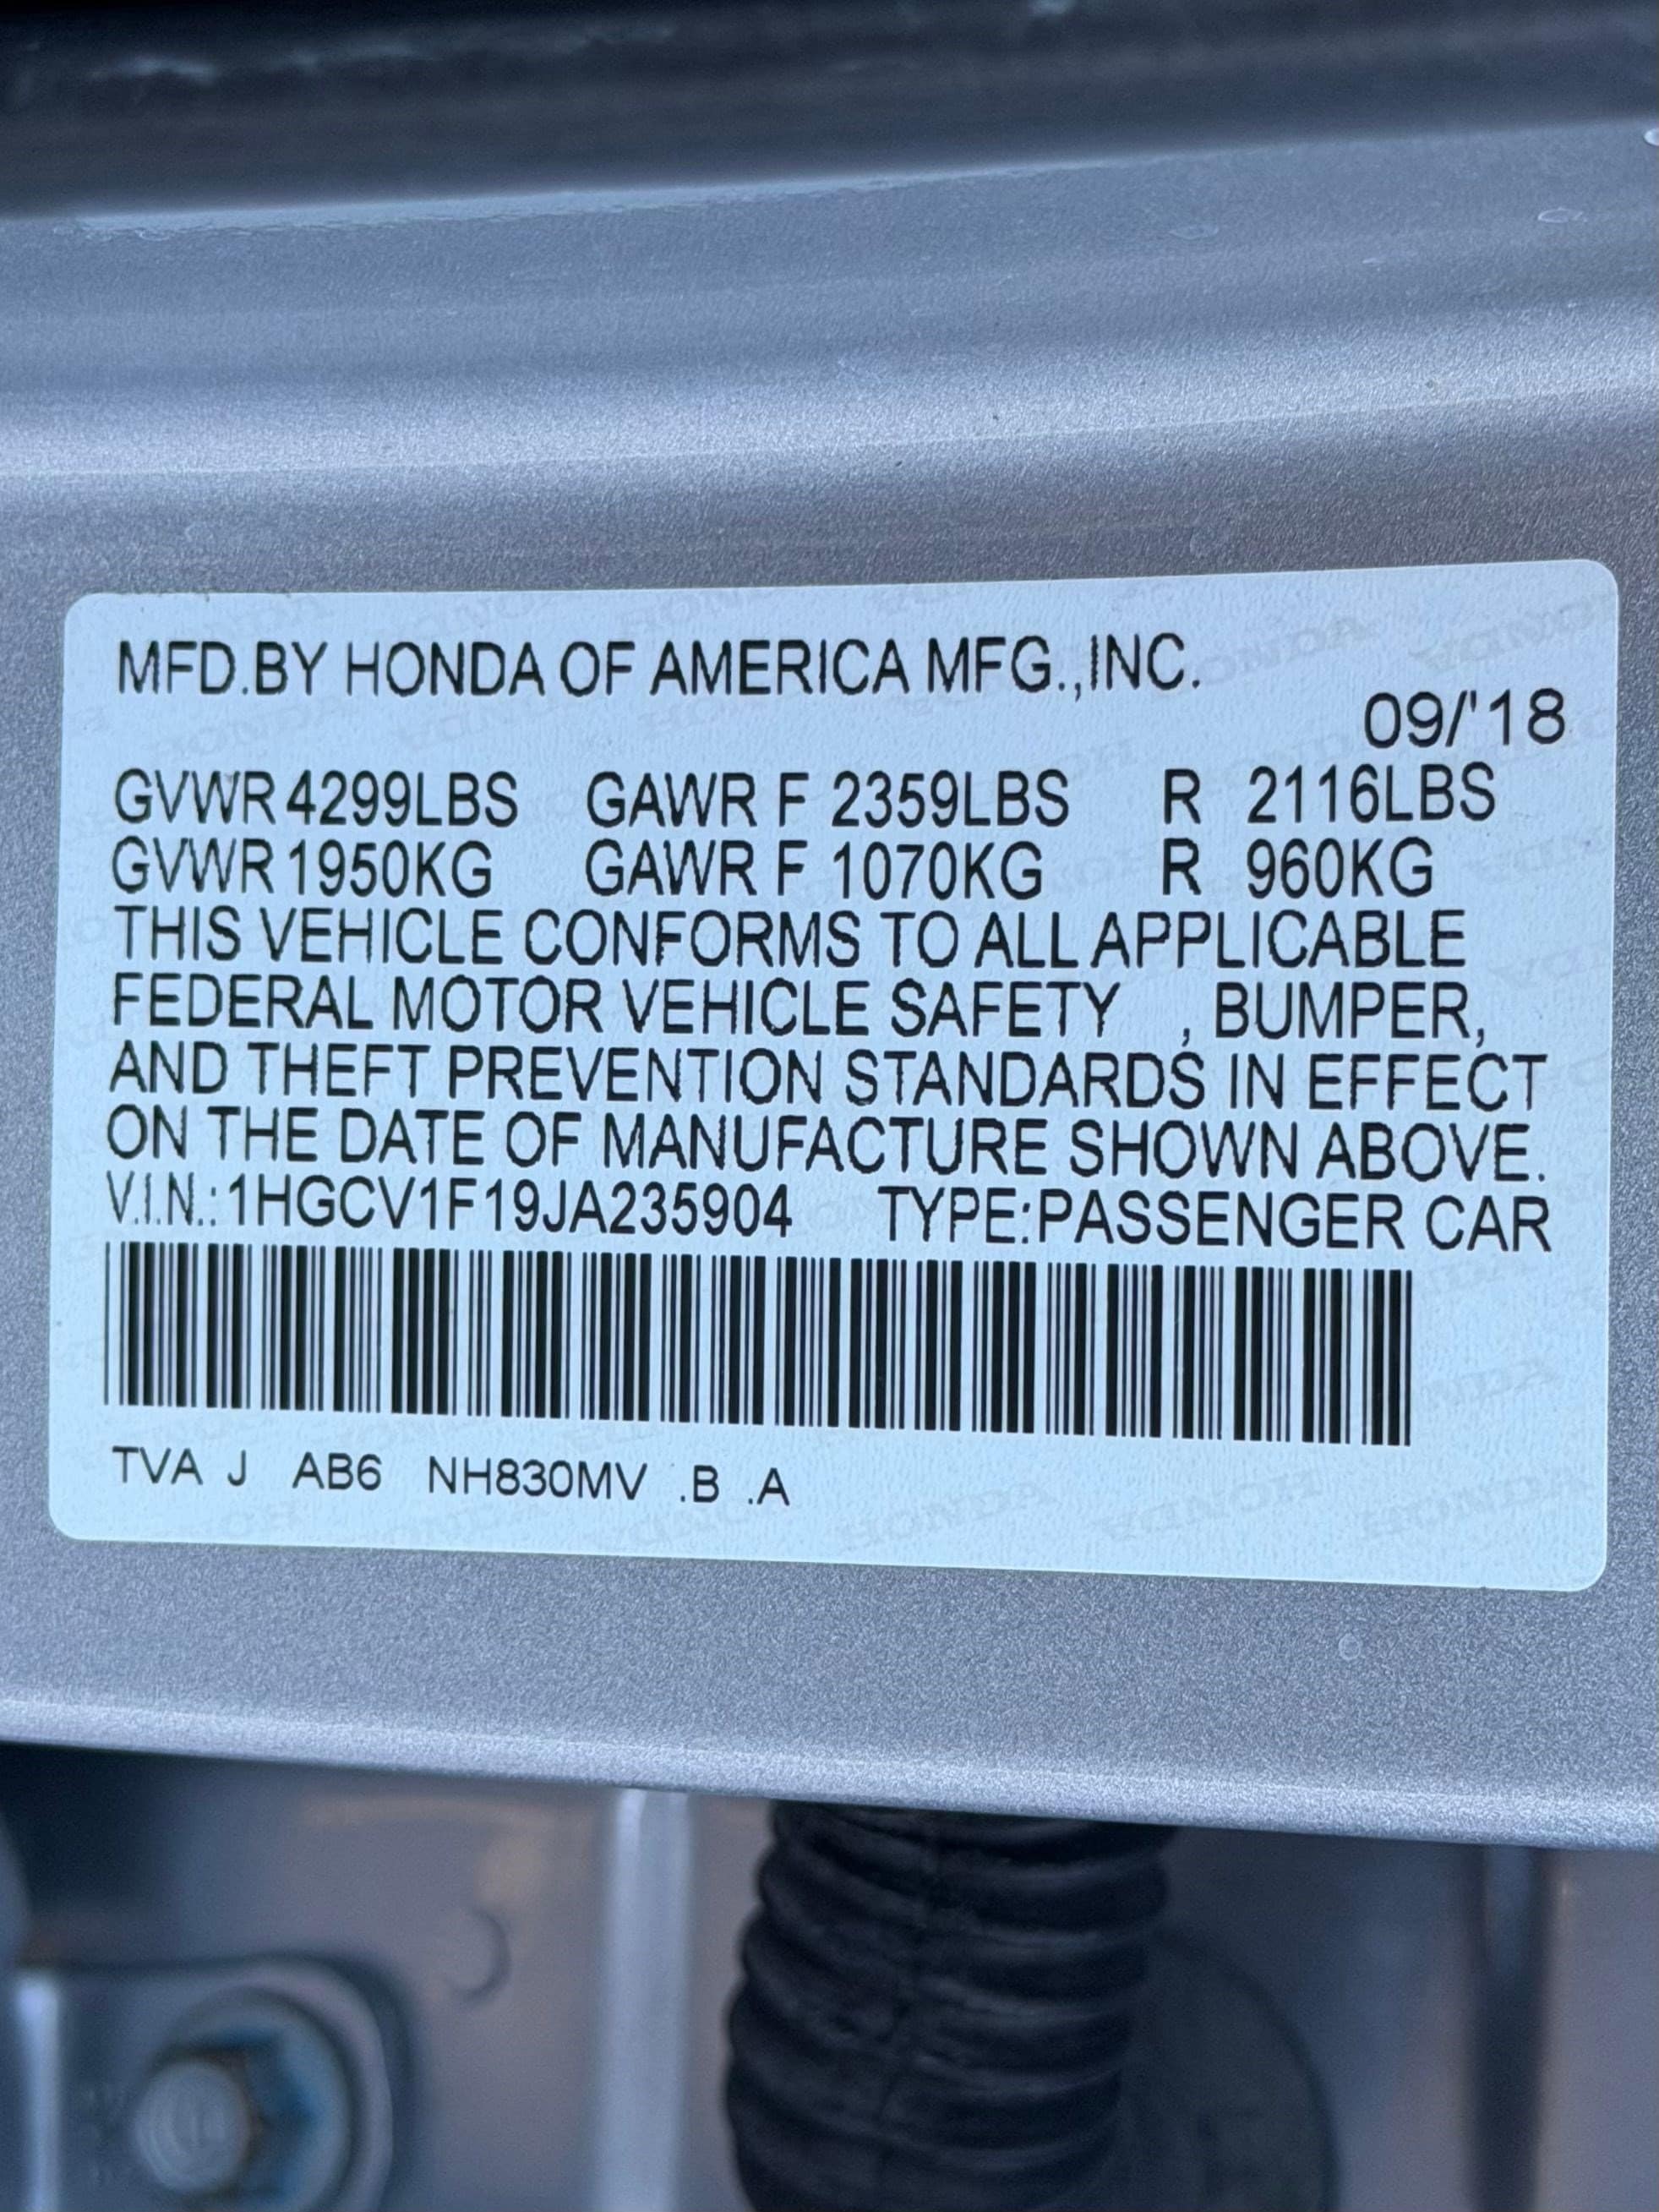 MFD.BY HONDA OF AMERICA MFG.,INC.
09/'18
GVWR 4299LBS GAWR F 2359LBS R 2116LBS
GVWR 1950KG GAWR F 1070KG R 960KG
THIS VEHICLE CONFORMS TO ALL APPLICABLE
FEDERAL MOTOR VEHICLE SAFETY , BUMPER,
AND THEFT PREVENTION STANDARDS IN EFFECT
ON THE DATE OF MANUFACTURE SHOWN ABOVE.
V.I.N.: 1HGCV1F19JA235904 TYPE:PASSENGER CAR
TVA J AB6 NH830MV .B .A